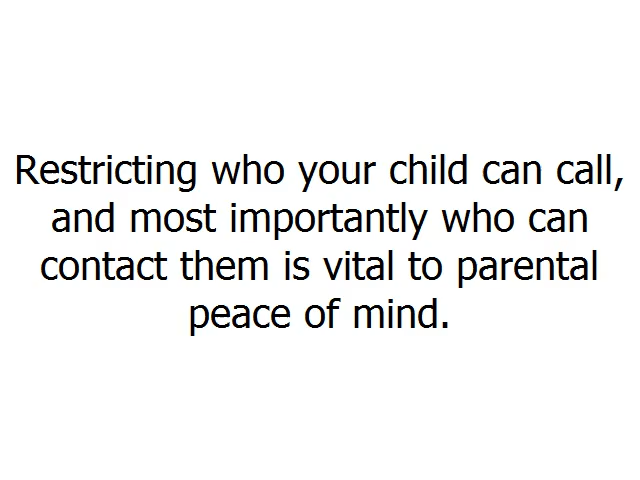 Restricting who your child can call,
and most importantly who can
contact them is vital to parental
peace of mind.